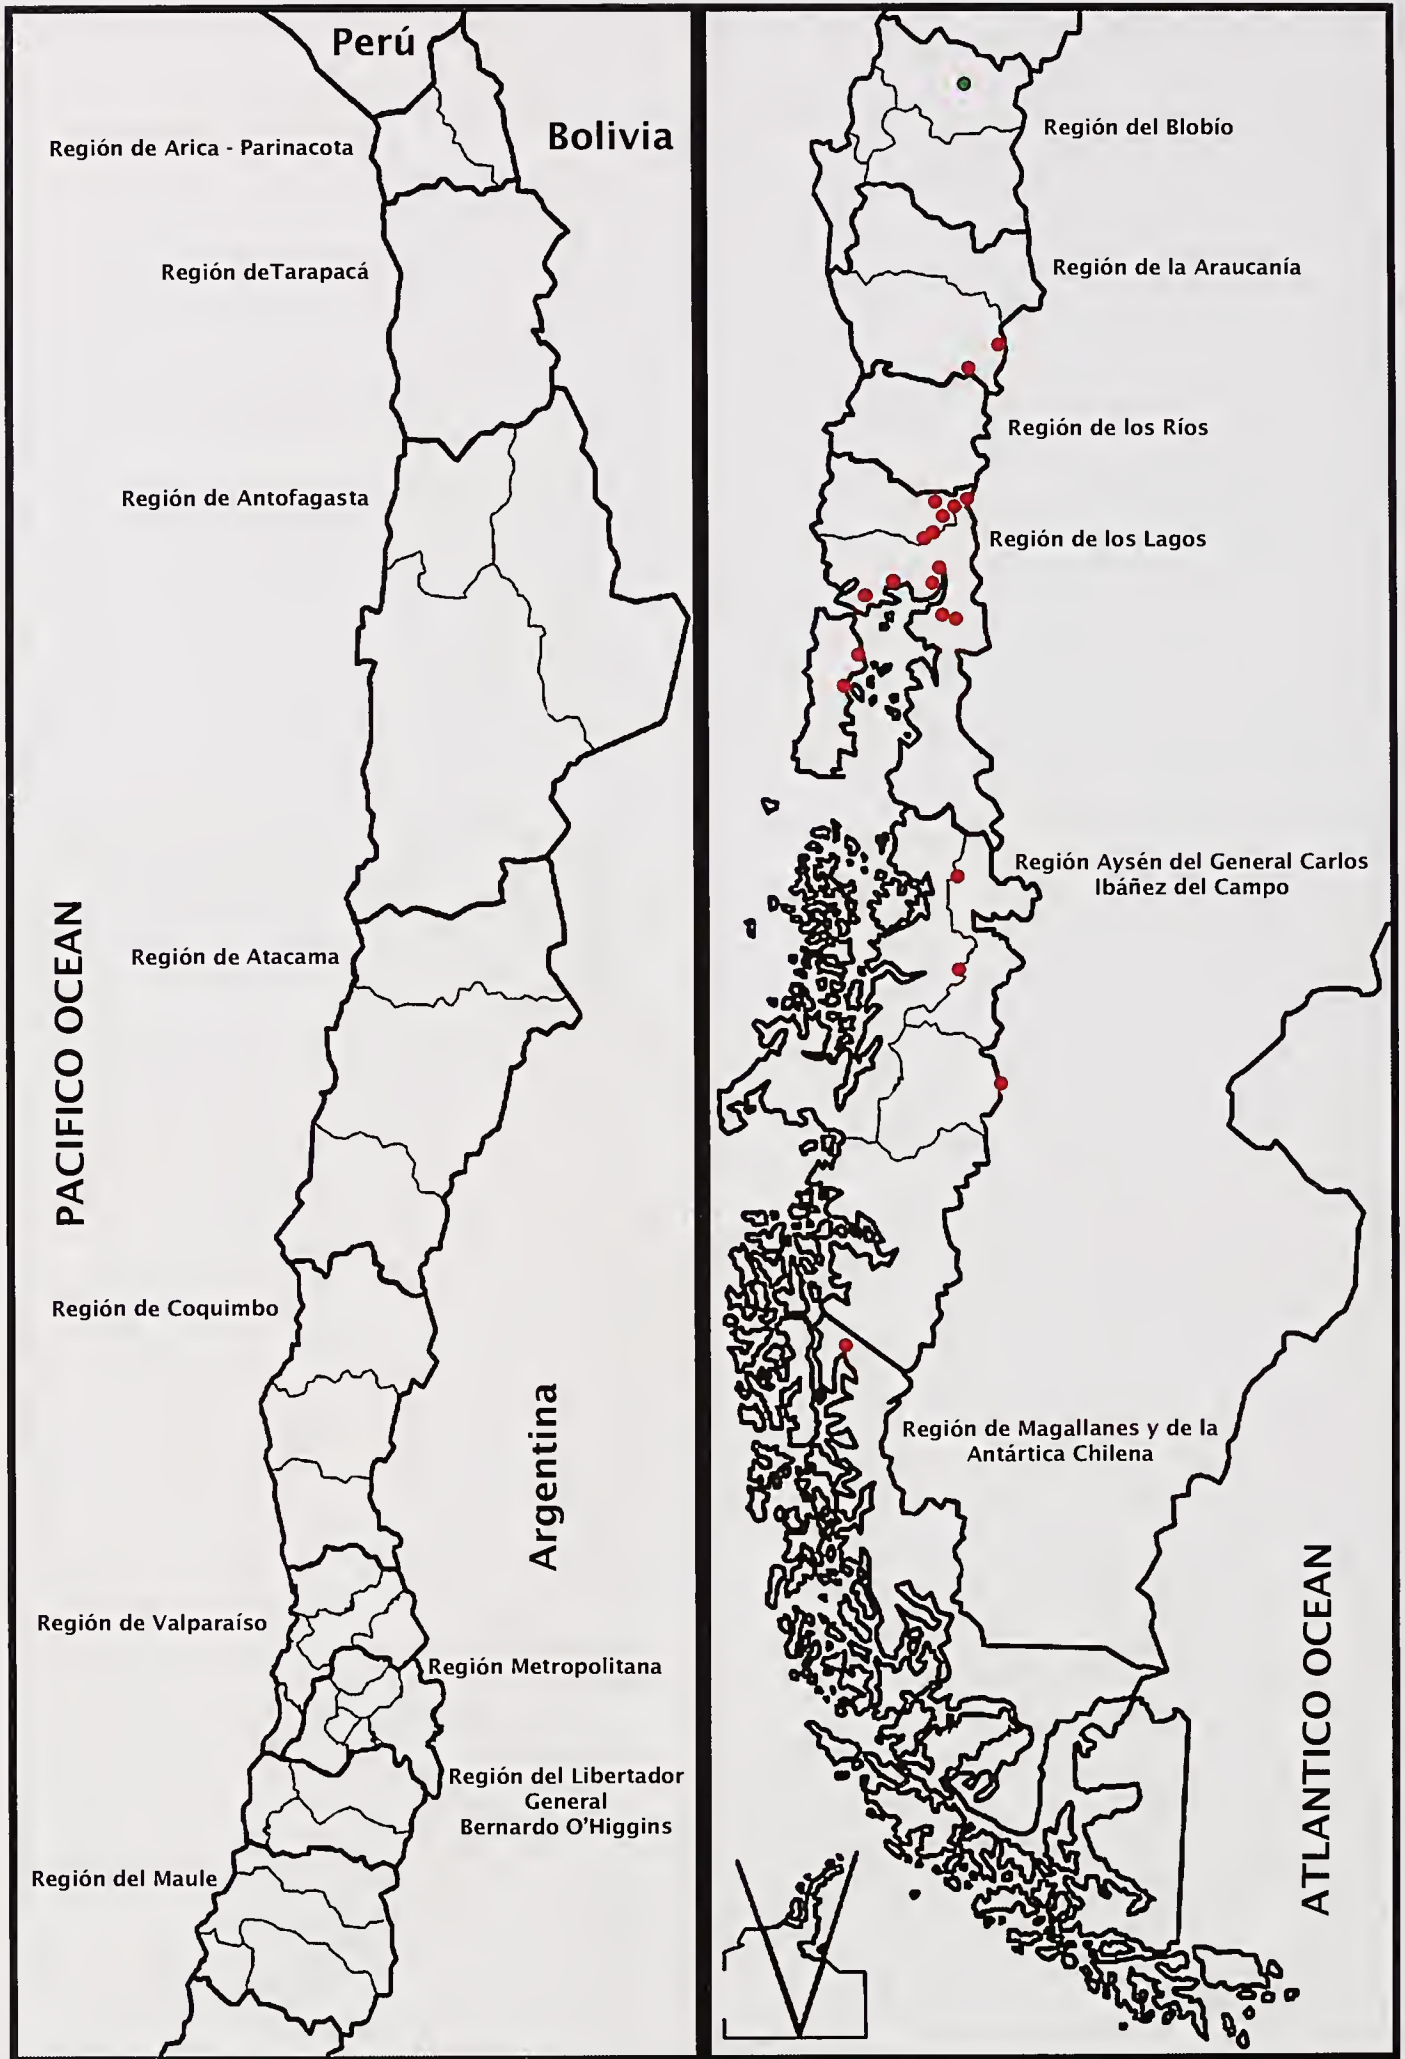 Perú
Bolivia
Región de Arica - Parinacota
Región deTarapacá
Región de Antofagasta
Región de Atacama
PACIFICO OCEAN
Región de Coquimbo
Argentina
Región de Valparaíso
Región Metropolitana
Región del Libertador
General
Bernardo O'Higgins
Región del Maule
Región del Blobío
Región de la Araucanía
Región de los Ríos
Región de los Lagos
Región Aysén del General Carlos
Ibáñez del Campo
Región de Magallanes y de la
Antártica Chilena
ATLANTICO OCEAN